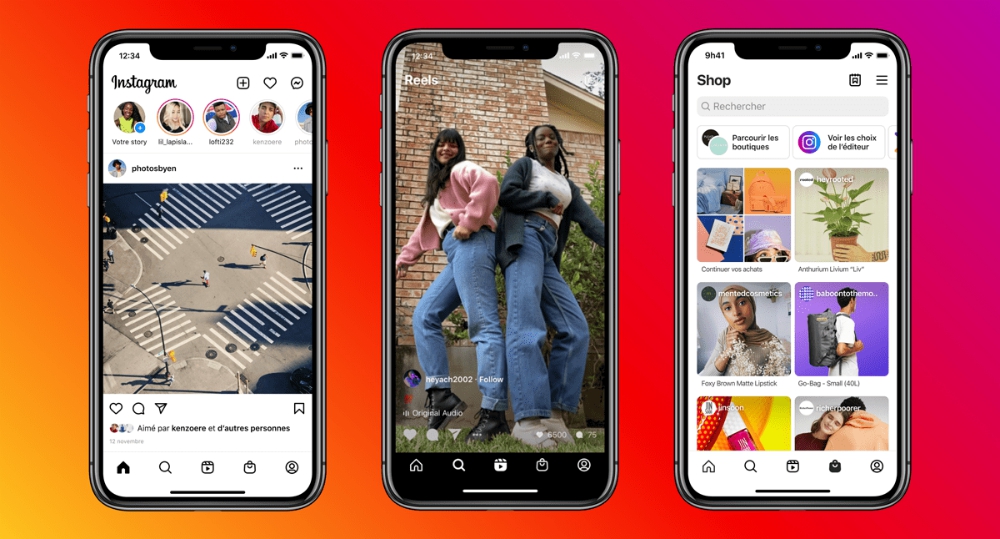 12:34
Instagram
Votre story
lil_lapisla...
lofti232
kenzoere
photo
photosbyen
Aimé par kenzoere et d'autres personnes
12 novembre
12:34
Reels
heyach2002 · Follow
Original Audio
6500
75
9h41
Shop
Rechercher
Parcourir les
boutiques
Voir les choix
de l'éditeur
heyrooted
Continuer vos achats
Anthurium Livium "Liv"
mentedcosmetics
baboontothemo..
Foxy Brown Matte Lipstick
Go-Bag - Small (40L)
JN
jinsoon
richerpoorer